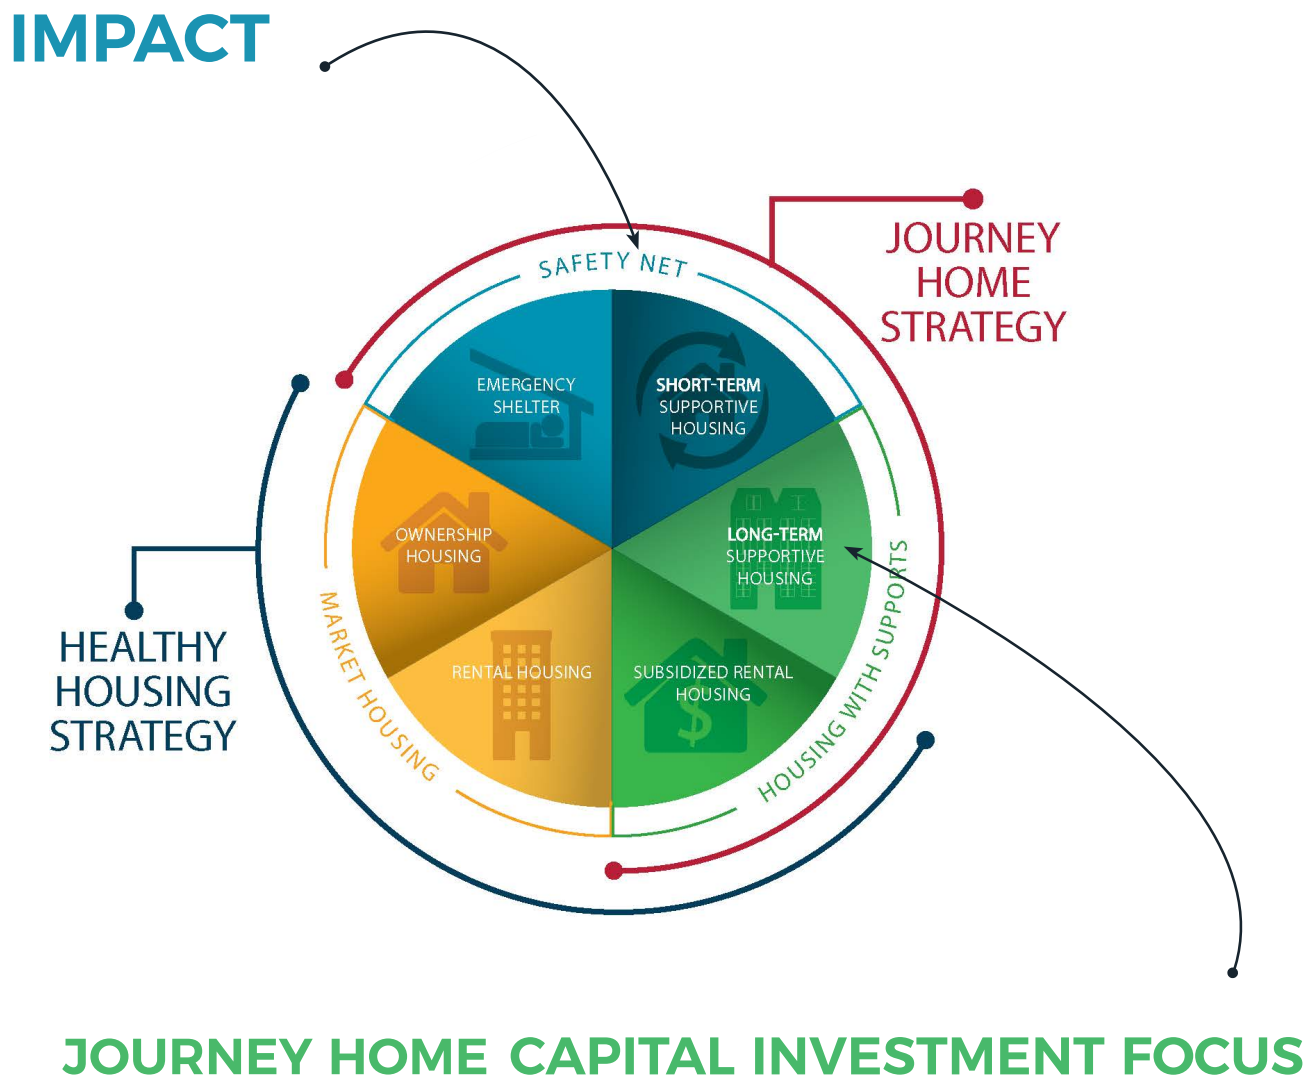 IMPACT
JOURNEY
HOME
STRATEGY
SAFETY NET
EMERGENCY
SHELTER
SHORT-TERM
SUPPORTIVE
HOUSING
OWNERSHIP
HOUSING
LONG-TERM
SUPPORTIVE
HOUSING
HEALTHY
HOUSING
STRATEGY
MARKET HOUSING
RENTAL HOUSING
SUBSIDIZED RENTAL
HOUSING
$
HOUSING WITH SUPPORTS
JOURNEY HOME CAPITAL INVESTMENT FOCUS